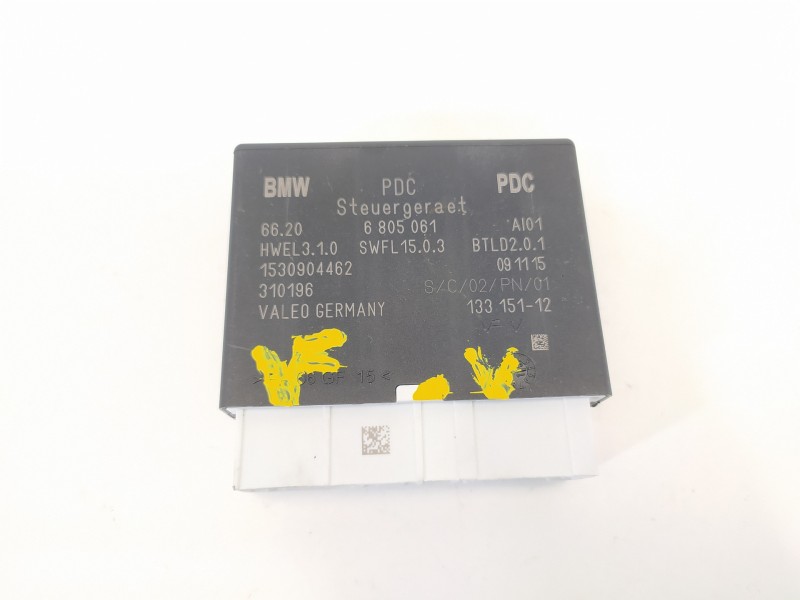 BMW PDC PDC
Steuergeraet
66.20 6 805 061 AI01
HWEL3.1.0 SWFL15.0.3 BTLD2.0.1
1530904462 091115
310196 S/C/02/PN/01
VALEO GERMANY 133 151-12